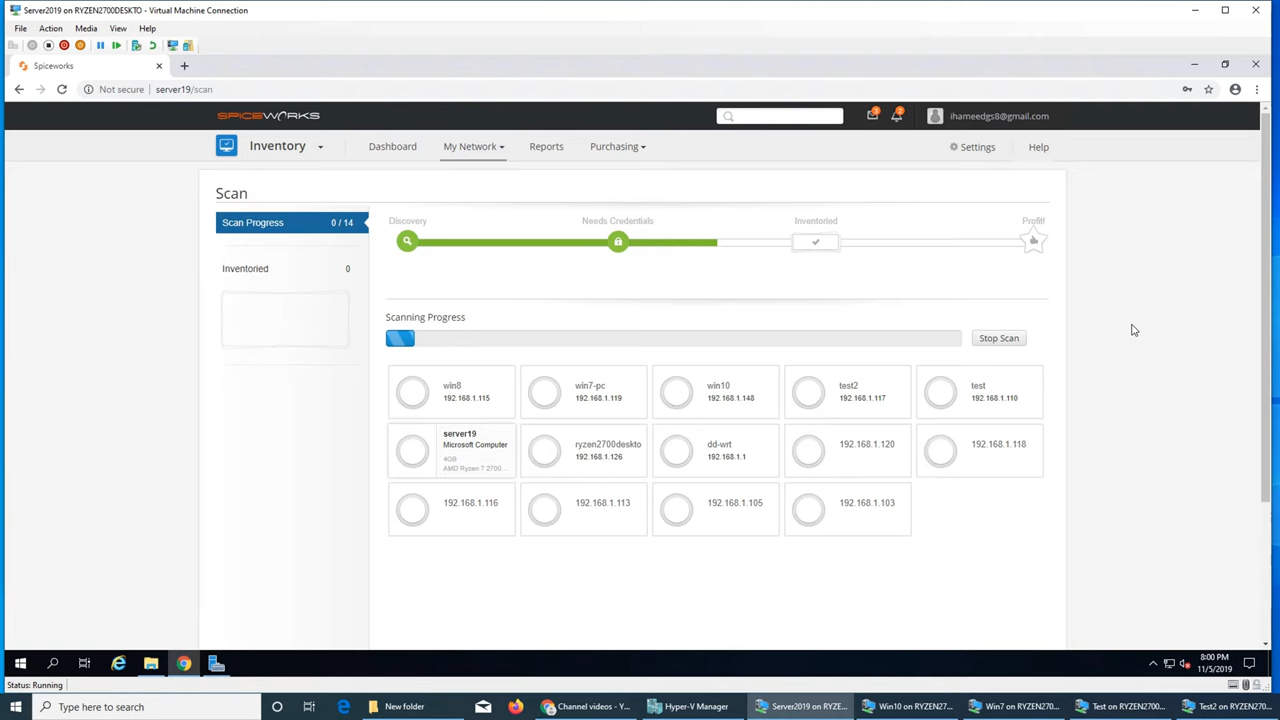 Server2019 on RYZEN2700DESKTO - Virtual Machine Connection
File Action Media View Help
Spiceworks
Not secure server19/scan
SPICEWORKS
ihameedgs8@gmail.com
Inventory Dashboard My Network Reports Purchasing Settings Help
Scan
Scan Progress 0 / 14
Discovery Needs Credentials Inventoried Profit!
Inventoried 0
Scanning Progress
Stop Scan
win8
192.168.1.115
win7-pc
192.168.1.119
win10
192.168.1.148
test2
192.168.1.117
test
192.168.1.110
server19
Microsoft Computer
4GB
AMD Ryzen 7 2700...
ryzen2700deskto
192.168.1.126
dd-wrt
192.168.1.1
192.168.1.120
192.168.1.118
192.168.1.116
192.168.1.113
192.168.1.105
192.168.1.103
8:00 PM
11/5/2019
Status: Running
Type here to search
New folder
Channel videos - Y...
Hyper-V Manager
Server2019 on RYZE...
Win10 on RYZEN27...
Win7 on RYZEN270...
Test on RYZEN2700...
Test2 on RYZEN270...